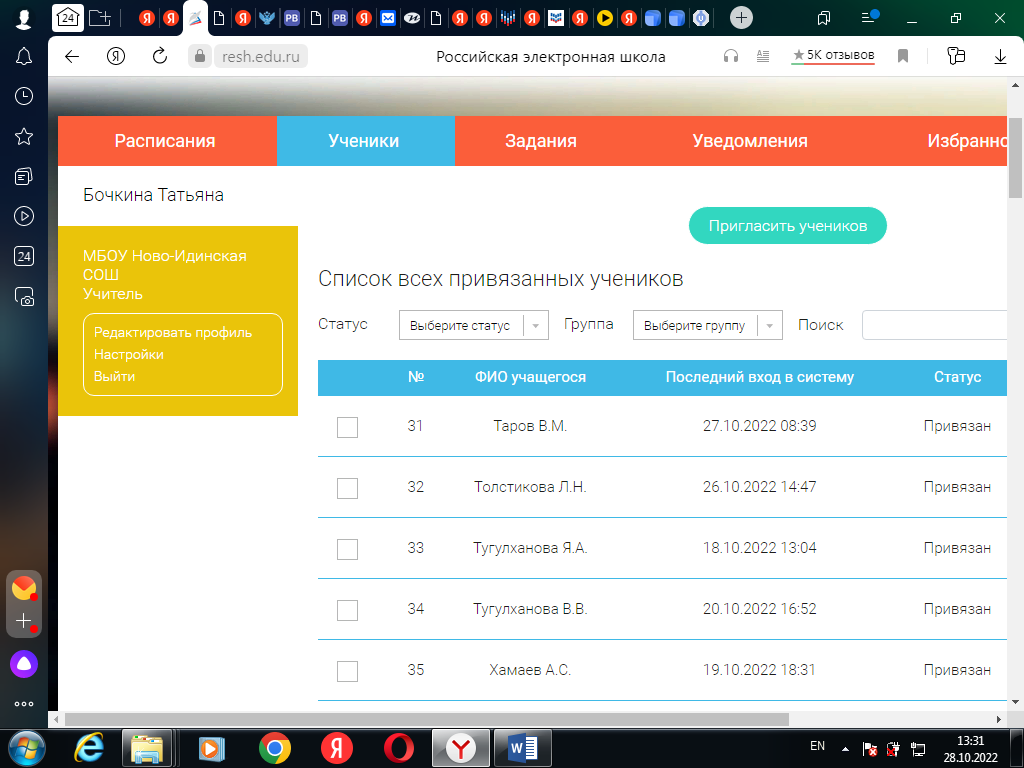 24
resh.edu.ru
Российская электронная школа
5К отзывов
24
Расписания
Ученики
Задания
Уведомления
Избранно
Бочкина Татьяна
МБОУ Ново-Идинская
СОШ
Учитель
Редактировать профиль
Настройки
Выйти
Пригласить учеников
Список всех привязанных учеников
Статус Выберите статус Группа Выберите группу Поиск
№ ФИО учащегося Последний вход в систему Статус
31 Таров В.М. 27.10.2022 08:39 Привязан
32 Толстикова Л.Н. 26.10.2022 14:47 Привязан
33 Тугулханова Я.А. 18.10.2022 13:04 Привязан
34 Тугулханова В.В. 20.10.2022 16:52 Привязан
35 Хамаев А.С. 19.10.2022 18:31 Привязан
EN
13:31
28.10.2022